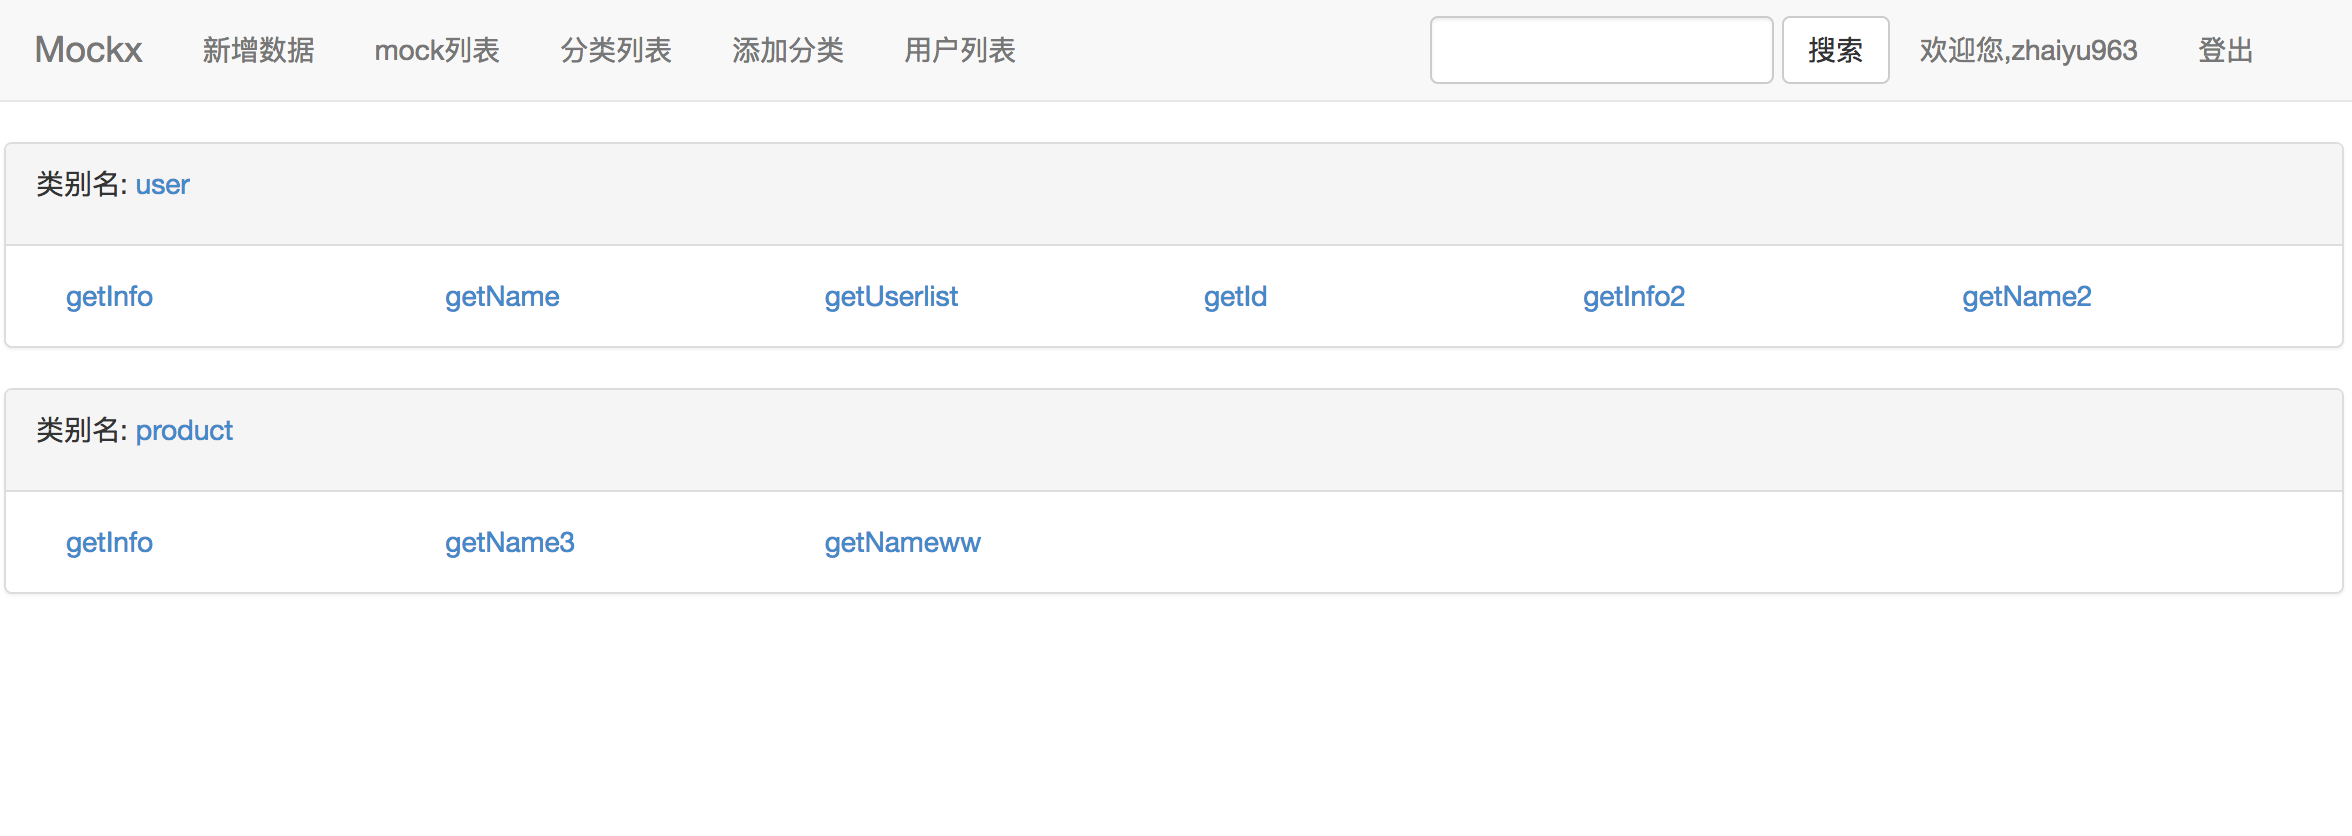 Mockx 新增数据 mock列表 分类列表 添加分类 用户列表 搜索 欢迎您,zhaiyu963 登出
类别名: user
getInfo getName getUserlist getId getInfo2 getName2
类别名: product
getInfo getName3 getNameww